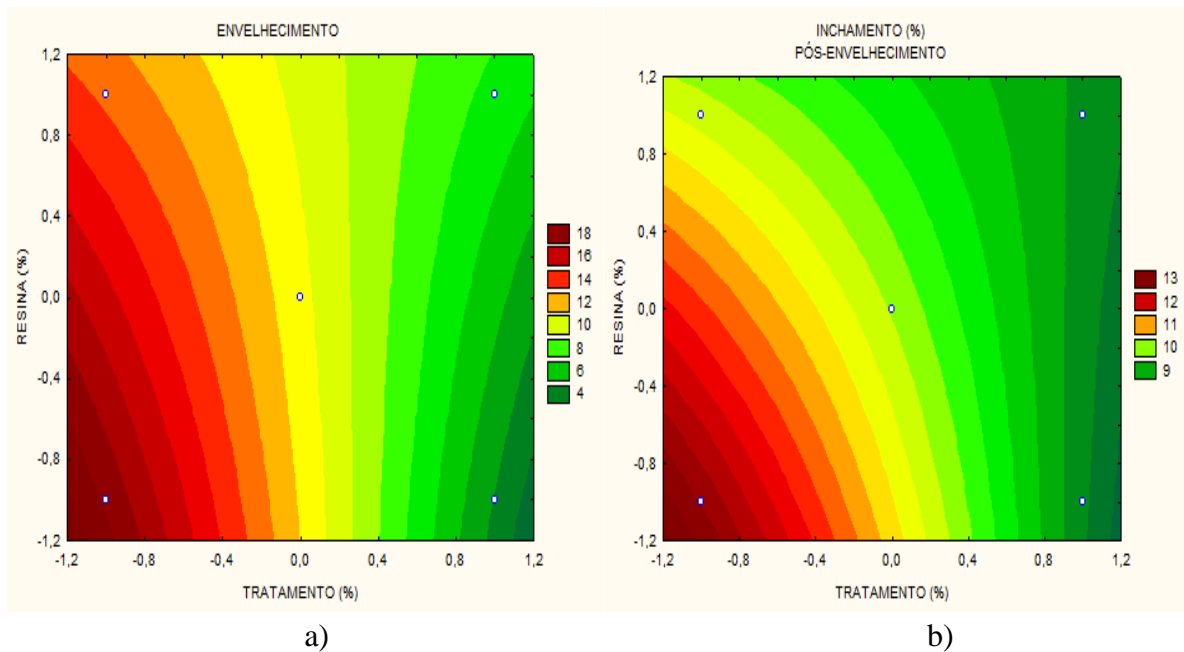 ENVELHECIMENTO
1,2
0,8
0,4
0,0
-0,4
-0,8
-1,2
RESINA (%)
-1,2 -0,8 -0,4 0,0 0,4 0,8 1,2
TRATAMENTO (%)
18
16
14
12
10
8
6
4
a)
INCHAMENTO (%)
PÓS-ENVELHECIMENTO
1,2
0,8
0,4
0,0
-0,4
-0,8
-1,2
RESINA (%)
-1,2 -0,8 -0,4 0,0 0,4 0,8 1,2
TRATAMENTO (%)
13
12
11
10
9
b)